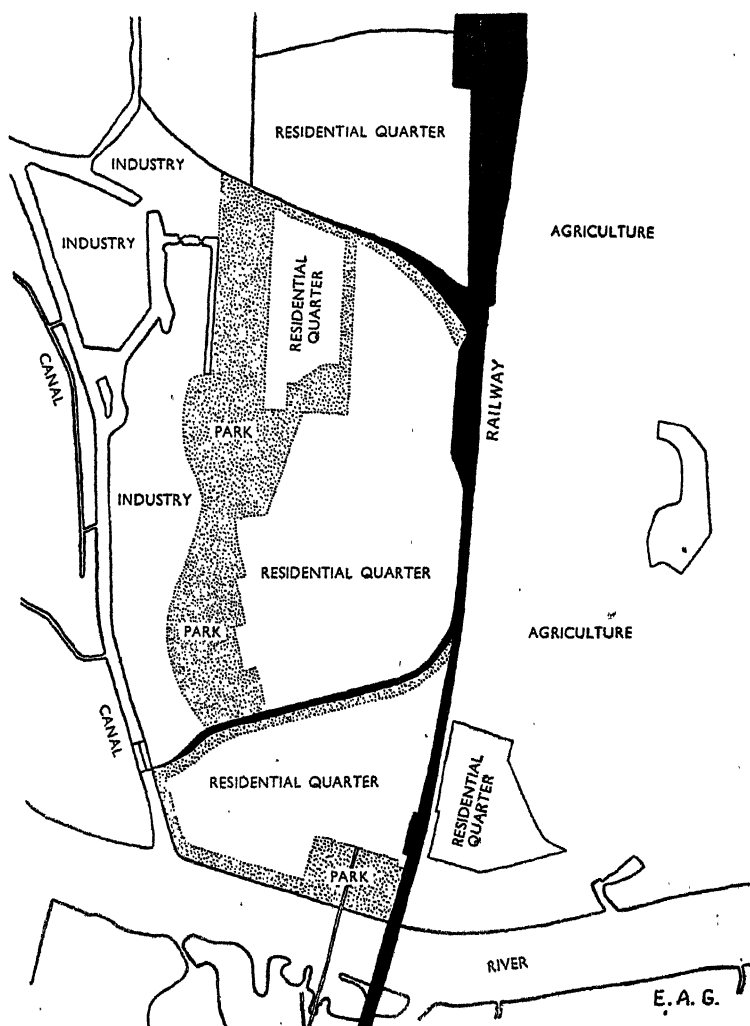 RESIDENTIAL QUARTER
INDUSTRY
INDUSTRY
AGRICULTURE
RESIDENTIAL
QUARTER
CANAL
RAILWAY
PARK
INDUSTRY
RESIDENTIAL QUARTER
PARK
AGRICULTURE
CANAL
RESIDENTIAL QUARTER
RESIDENTIAL
QUARTER
PARK
RIVER
E. A. G.